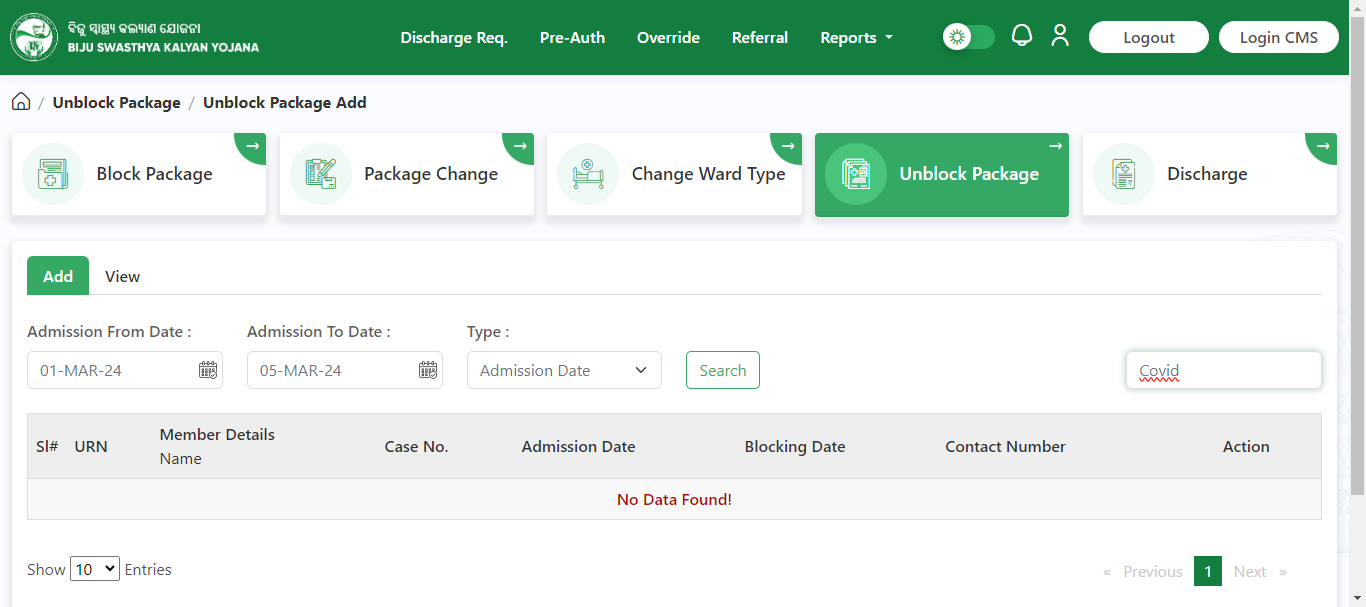 ବିଜୁ ସ୍ୱାସ୍ଥ୍ୟ କଲ୍ୟାଣ ଯୋଜନା
BIJU SWASTHYA KALYAN YOJANA
Discharge Req. Pre-Auth Override Referral Reports Logout Login CMS
/ Unblock Package / Unblock Package Add
Block Package Package Change Change Ward Type Unblock Package Discharge
Add View
Admission From Date : Admission To Date : Type :
01-MAR-24 05-MAR-24 Admission Date Search Covid
Sl# URN Member Details Case No. Admission Date Blocking Date Contact Number Action
Name
No Data Found!
Show 10 Entries « Previous 1 Next »